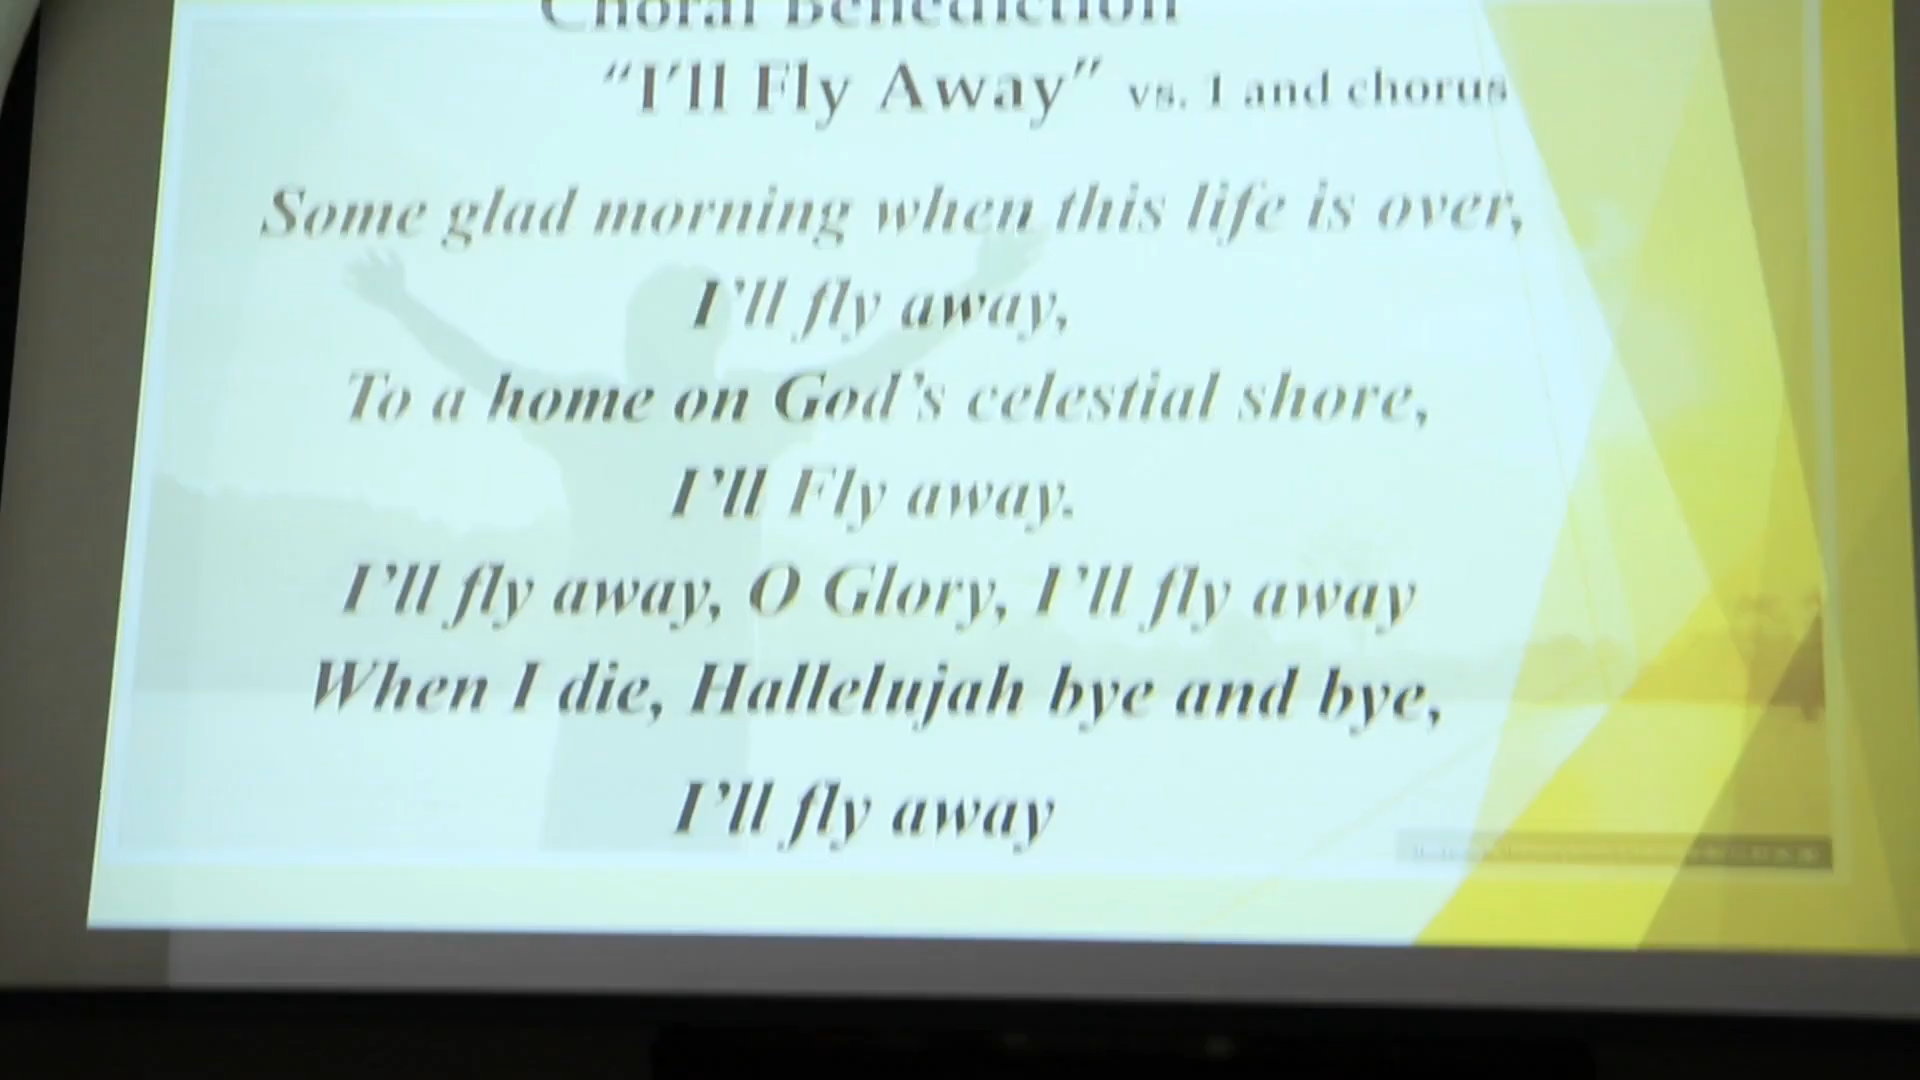 Choral Benediction
“I’ll Fly Away” vs. 1 and chorus
Some glad morning when this life is over,
I’ll fly away,
To a home on God’s celestial shore,
I’ll Fly away.
I’ll fly away, O Glory, I’ll fly away
When I die, Hallelujah bye and bye,
I’ll fly away